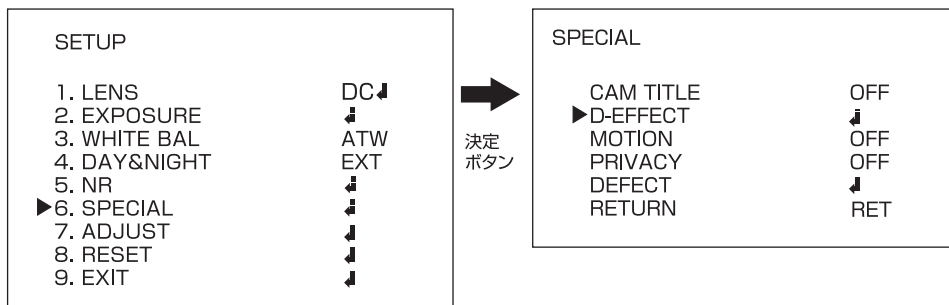 SETUP
1. LENS DC↲
2. EXPOSURE ↲
3. WHITE BAL ATW
4. DAY&NIGHT EXT
5. NR ↲
▶6. SPECIAL ↲
7. ADJUST ↲
8. RESET ↲
9. EXIT ↲
決定
ボタン
SPECIAL
CAM TITLE OFF
▶D-EFFECT ↲
MOTION OFF
PRIVACY OFF
DEFECT ↲
RETURN RET